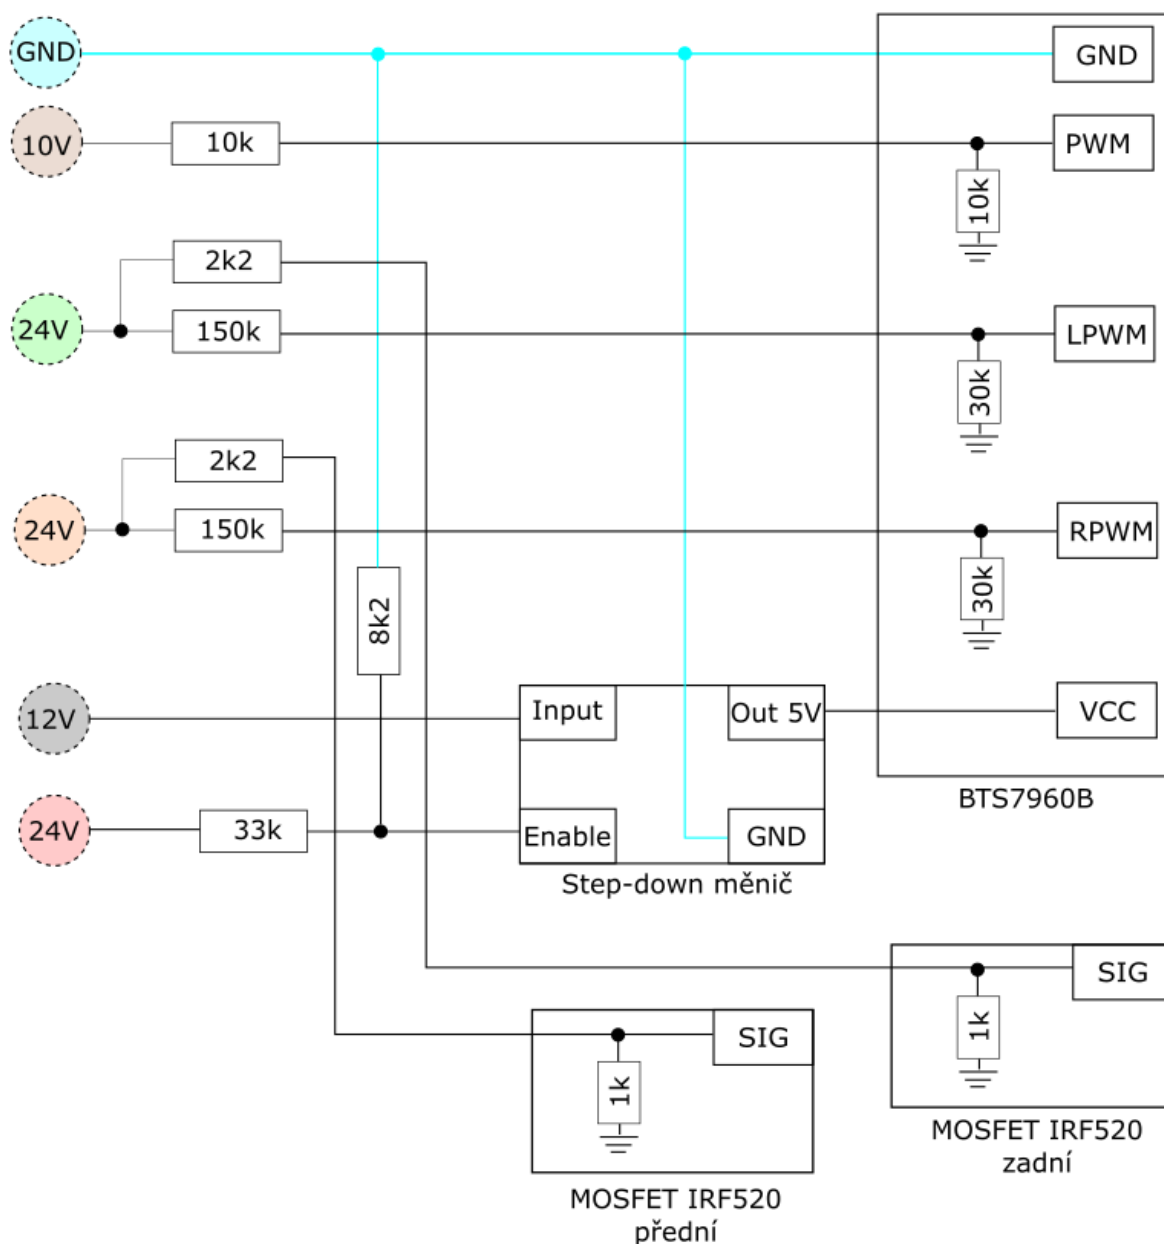 GND
GND
10V
10k
PWM
10k
2k2
24V
150k
LPWM
30k
2k2
24V
150k
RPWM
30k
8k2
12V
Input
Out 5V
VCC
BTS7960B
24V
33k
Enable
GND
Step-down měnič
SIG
1k
MOSFET IRF520
zadní
SIG
1k
MOSFET IRF520
přední